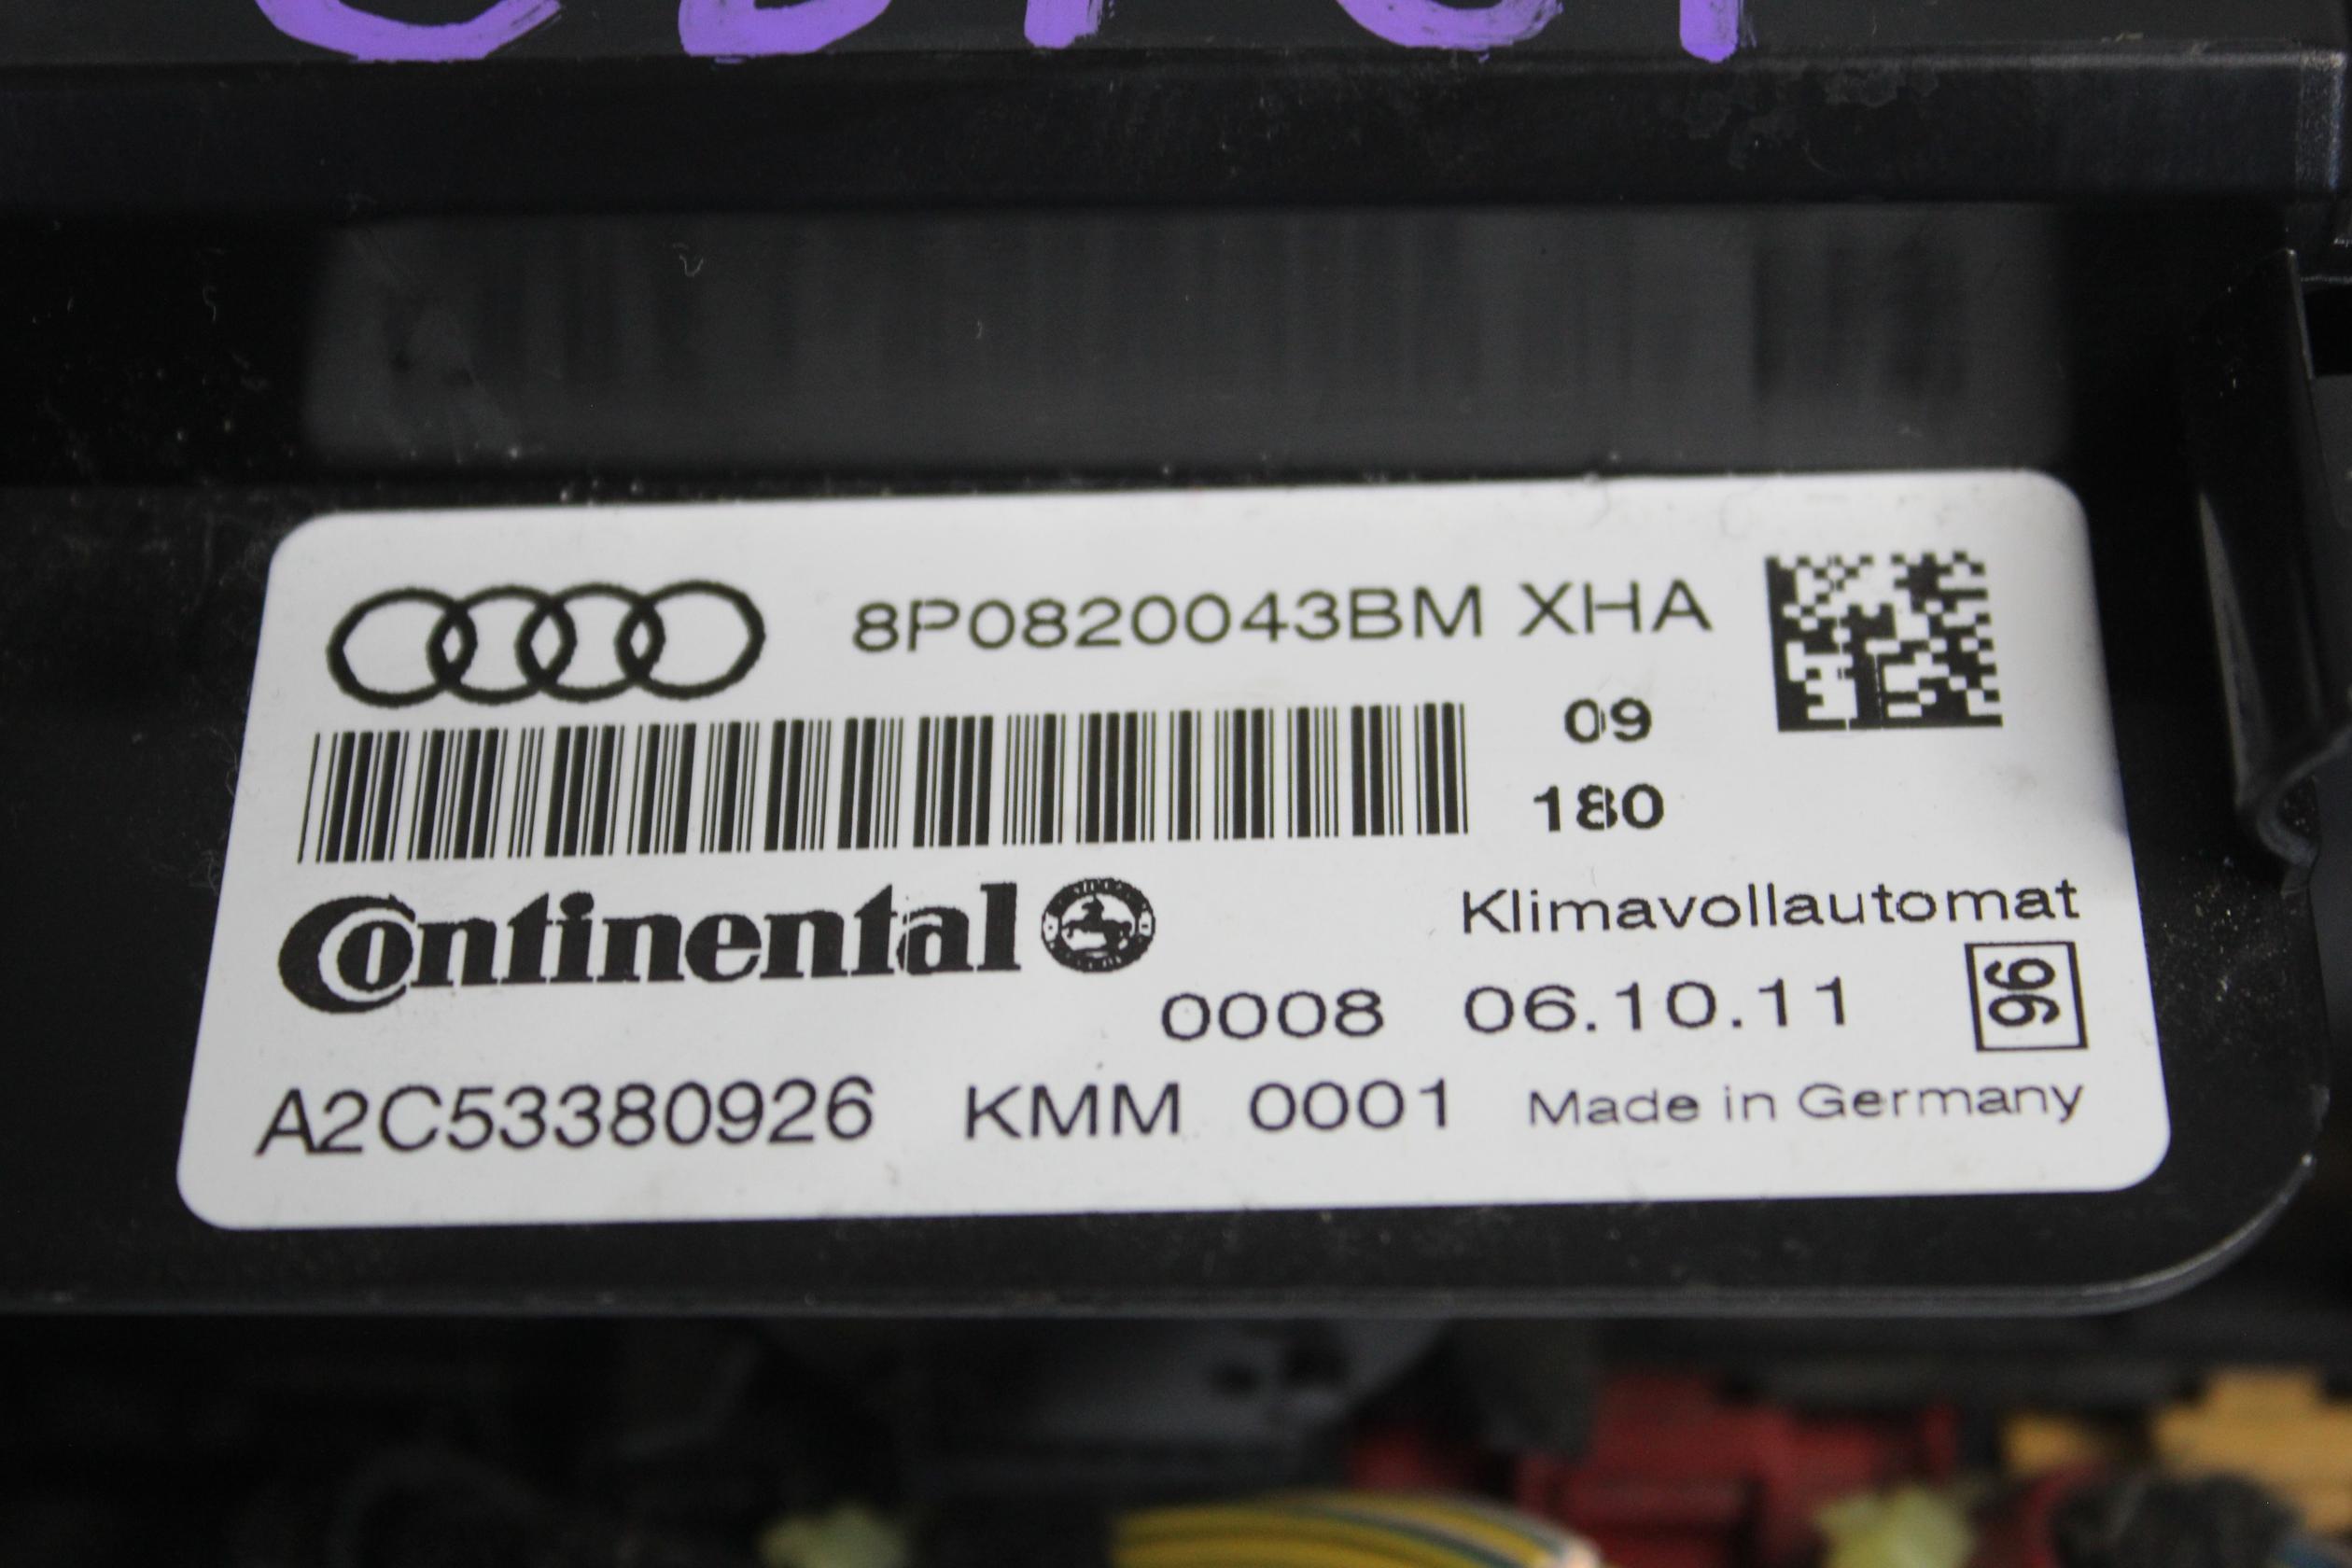 8P0820043BM XHA
09
180
Continental
Klimavollautomat
0008 06.10.11
96
A2C53380926 KMM 0001 Made in Germany